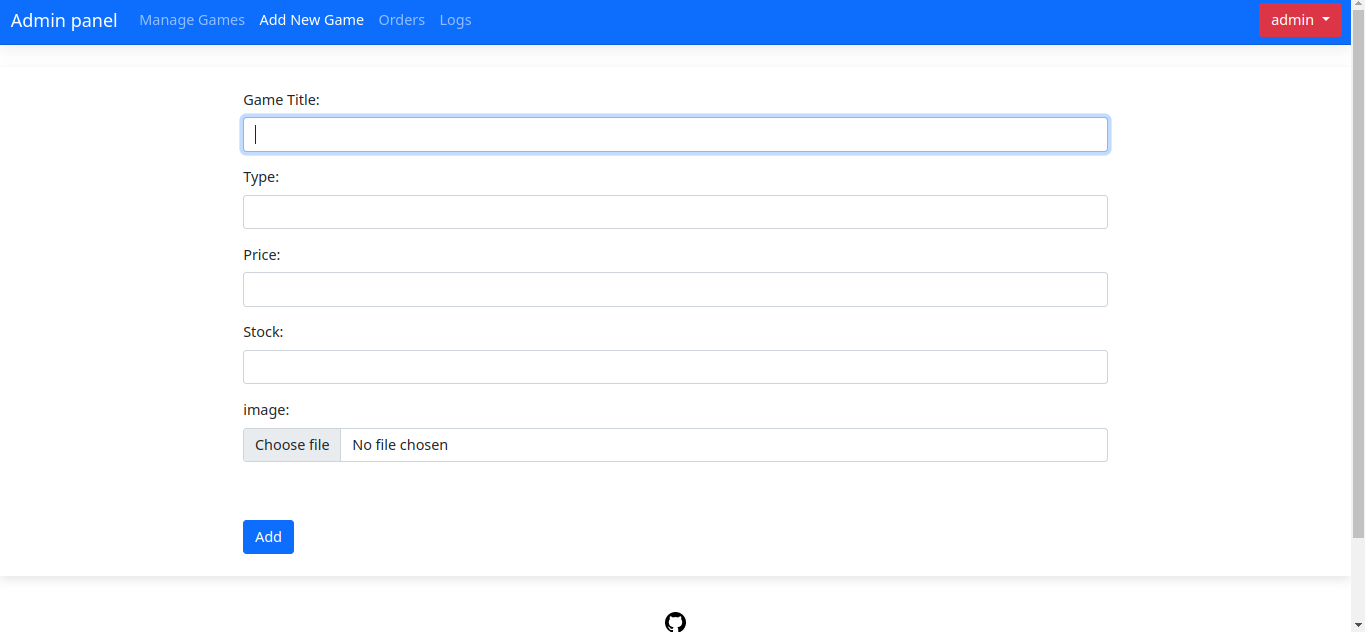 Admin panel Manage Games Add New Game Orders Logs admin
Game Title:
Type:
Price:
Stock:
image:
Choose file No file chosen
Add